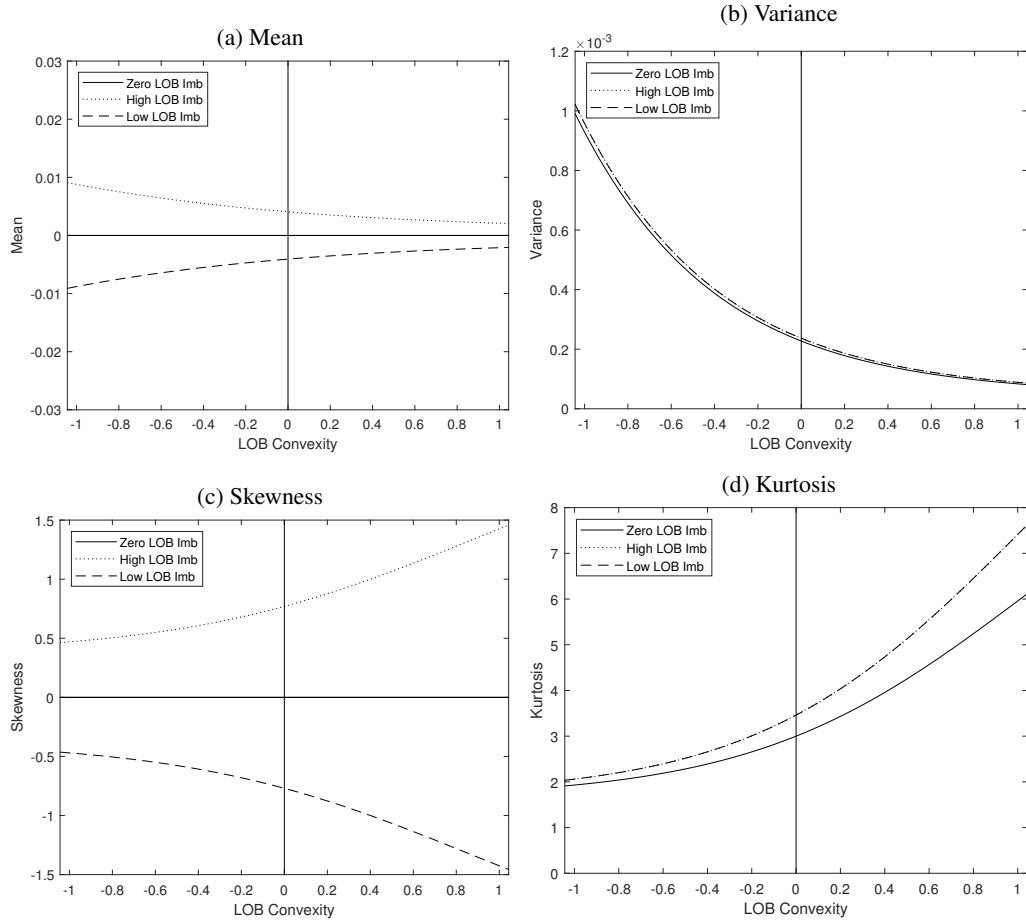 (a) Mean
0.03
0.02
0.01
0
-0.01
-0.02
-0.03
Mean
Zero LOB Imb
High LOB Imb
Low LOB Imb
-1 -0.8 -0.6 -0.4 -0.2 0 0.2 0.4 0.6 0.8 1
LOB Convexity
(b) Variance
×10-3
1.2
1
0.8
0.6
0.4
0.2
0
Variance
Zero LOB Imb
High LOB Imb
Low LOB Imb
-1 -0.8 -0.6 -0.4 -0.2 0 0.2 0.4 0.6 0.8 1
LOB Convexity
(c) Skewness
1.5
1
0.5
0
-0.5
-1
-1.5
Skewness
Zero LOB Imb
High LOB Imb
Low LOB Imb
-1 -0.8 -0.6 -0.4 -0.2 0 0.2 0.4 0.6 0.8 1
LOB Convexity
(d) Kurtosis
8
7
6
5
4
3
2
1
0
Kurtosis
Zero LOB Imb
High LOB Imb
Low LOB Imb
-1 -0.8 -0.6 -0.4 -0.2 0 0.2 0.4 0.6 0.8 1
LOB Convexity